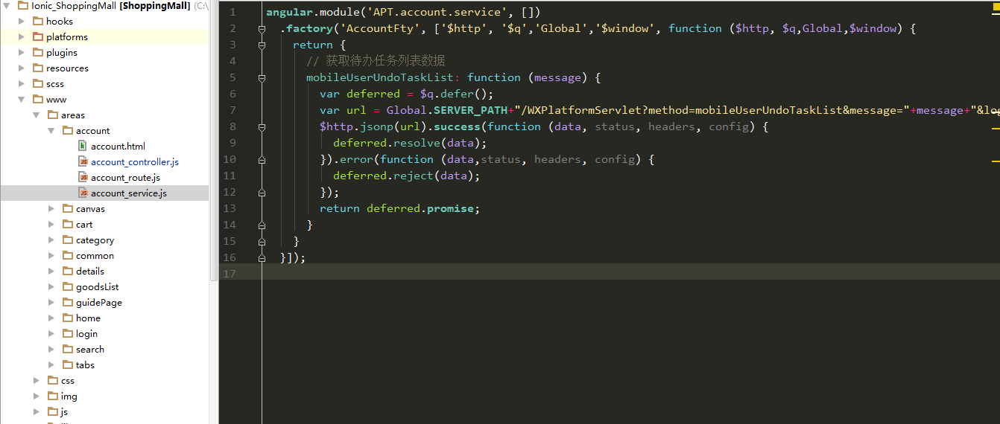 Ionic_ShoppingMall [ShoppingMall] (C:\
hooks
platforms
plugins
resources
scss
www
areas
account
account.html
account_controller.js
account_route.js
account_service.js
canvas
cart
category
common
details
goodsList
guidePage
home
login
search
tabs
css
img
js
1 angular.module('APT.account.service', [])
2 .factory('AccountFty', ['$http', '$q','Global','$window', function ($http, $q,Global,$window) {
3 return {
4 // 获取待办任务列表数据
5 mobileUserUndoTaskList: function (message) {
6 var deferred = $q.defer();
7 var url = Global.SERVER_PATH+"/WXPlatformServlet?method=mobileUserUndoTaskList&message="+message+"&log
8 $http.jsonp(url).success(function (data, status, headers, config) {
9 deferred.resolve(data);
10 }).error(function (data,status, headers, config) {
11 deferred.reject(data);
12 });
13 return deferred.promise;
14 }
15 }
16 }]);
17